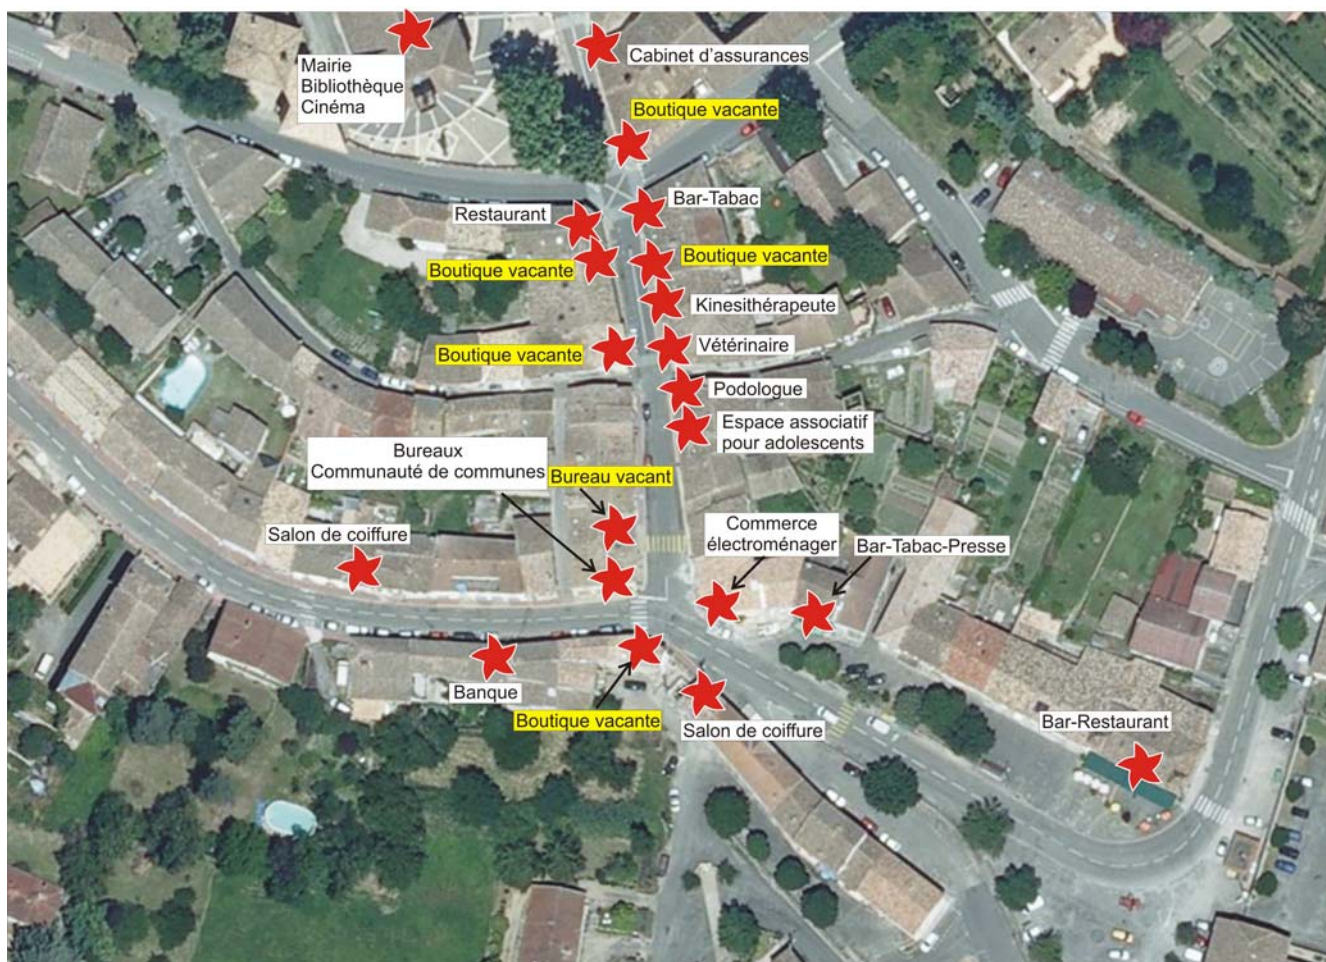 Mairie
Bibliothèque
Cinéma
Cabinet d'assurances
Boutique vacante
Bar-Tabac
Restaurant
Boutique vacante
Boutique vacante
Kinesithérapeute
Boutique vacante
Vétérinaire
Podologue
Espace associatif
pour adolescents
Bureaux
Communauté de communes
Bureau vacant
Salon de coiffure
Commerce
électroménager
Bar-Tabac-Presse
Banque
Boutique vacante
Salon de coiffure
Bar-Restaurant